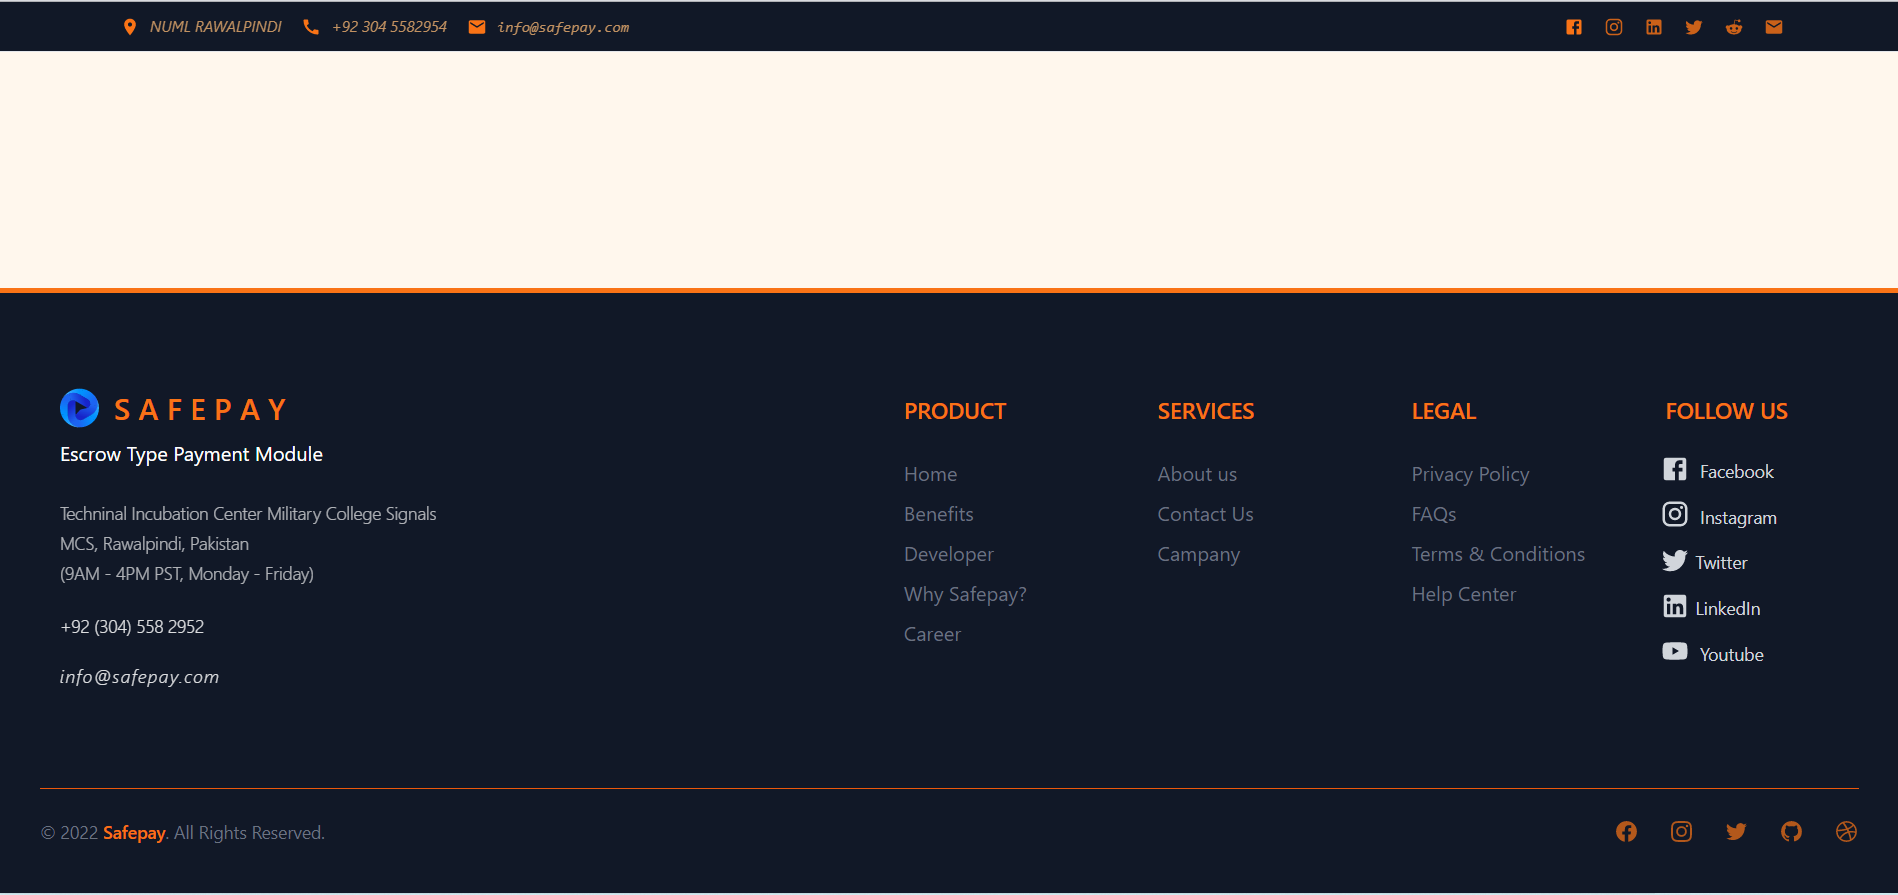 NUML RAWALPINDI +92 304 5582954 info@safepay.com
SAFEPAY
Escrow Type Payment Module
Techninal Incubation Center Military College Signals
MCS, Rawalpindi, Pakistan
(9AM - 4PM PST, Monday - Friday)
+92 (304) 558 2952
info@safepay.com
PRODUCT
Home
Benefits
Developer
Why Safepay?
Career
SERVICES
About us
Contact Us
Campany
LEGAL
Privacy Policy
FAQs
Terms & Conditions
Help Center
FOLLOW US
Facebook
Instagram
Twitter
LinkedIn
Youtube
© 2022 Safepay. All Rights Reserved.